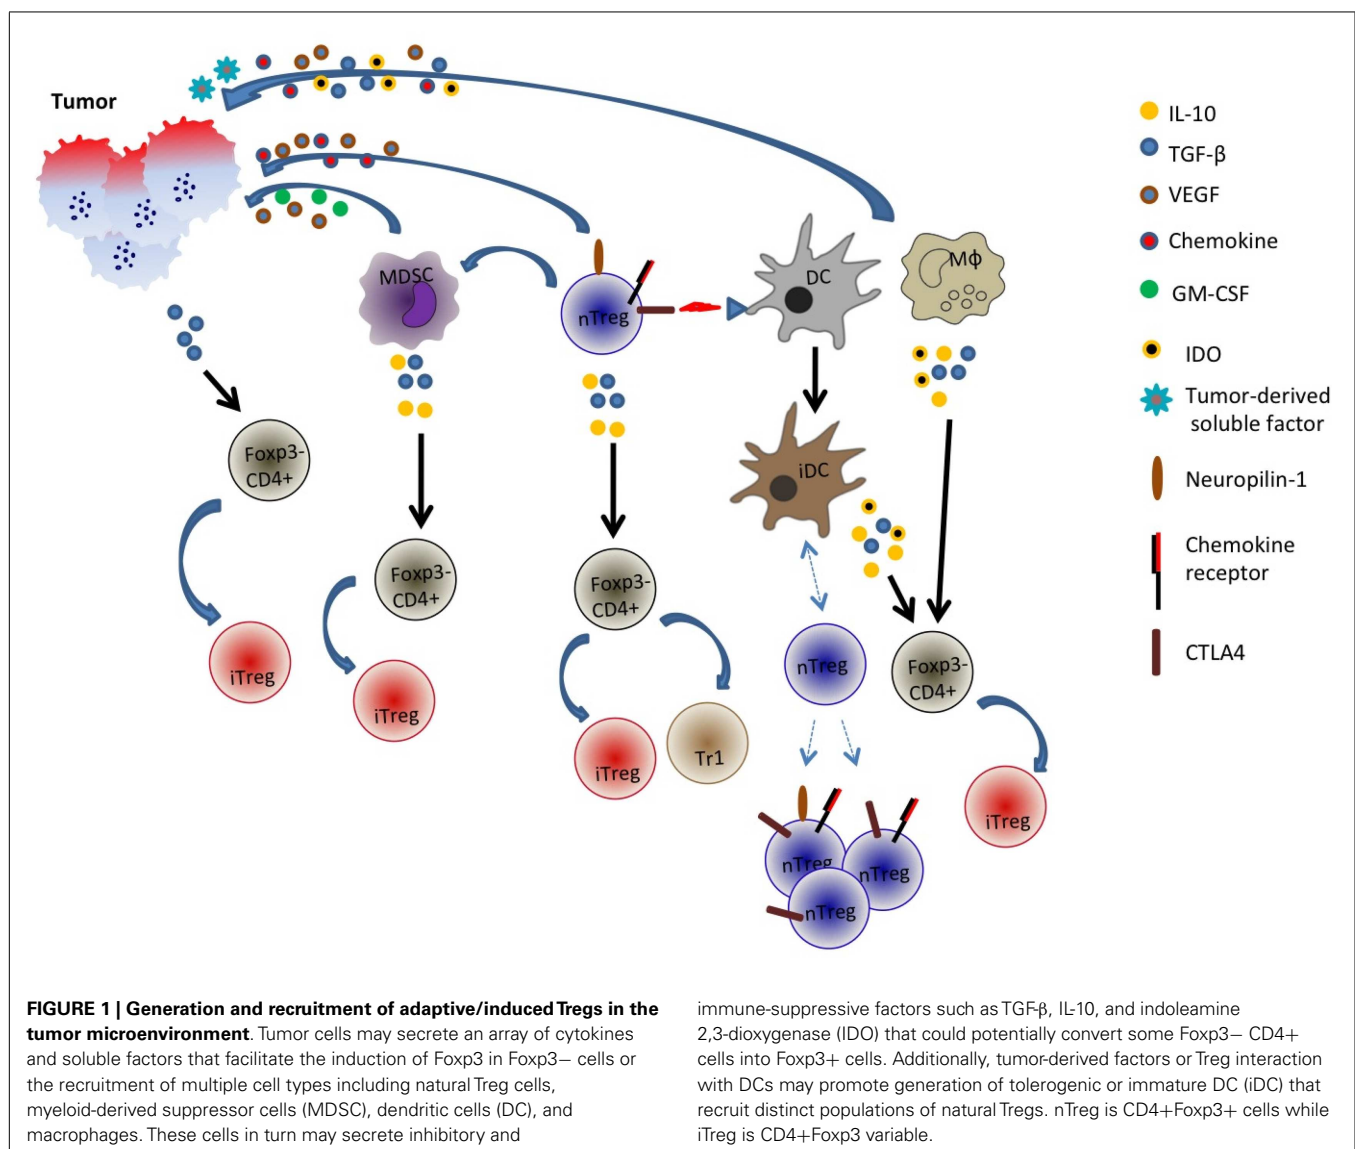 Tumor
IL-10
TGF-β
VEGF
Chemokine
GM-CSF
IDO
Tumor-derived
soluble factor
Neuropilin-1
Chemokine
receptor
CTLA4
MDSC
nTreg
DC
Mϕ
iDC
Foxp3-
CD4+
Foxp3-
CD4+
Foxp3-
CD4+
nTreg
Foxp3-
CD4+
iTreg
iTreg
iTreg
Tr1
iTreg
nTreg
nTreg
nTreg
FIGURE 1 | Generation and recruitment of adaptive/induced Tregs in the
tumor microenvironment. Tumor cells may secrete an array of cytokines
and soluble factors that facilitate the induction of Foxp3 in Foxp3− cells or
the recruitment of multiple cell types including natural Treg cells,
myeloid-derived suppressor cells (MDSC), dendritic cells (DC), and
macrophages. These cells in turn may secrete inhibitory and
immune-suppressive factors such as TGF-β, IL-10, and indoleamine
2,3-dioxygenase (IDO) that could potentially convert some Foxp3− CD4+
cells into Foxp3+ cells. Additionally, tumor-derived factors or Treg interaction
with DCs may promote generation of tolerogenic or immature DC (iDC) that
recruit distinct populations of natural Tregs. nTreg is CD4+Foxp3+ cells while
iTreg is CD4+Foxp3 variable.